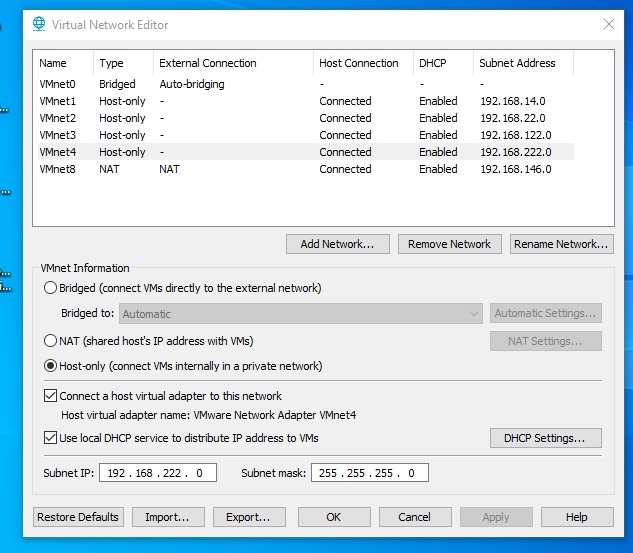 Virtual Network Editor
Name Type External Connection Host Connection DHCP Subnet Address
VMnet0 Bridged Auto-bridging - - -
VMnet1 Host-only - Connected Enabled 192.168.14.0
VMnet2 Host-only - Connected Enabled 192.168.22.0
VMnet3 Host-only - Connected Enabled 192.168.122.0
VMnet4 Host-only - Connected Enabled 192.168.222.0
VMnet8 NAT NAT Connected Enabled 192.168.146.0
Add Network... Remove Network Rename Network...
VMnet Information
Bridged (connect VMs directly to the external network)
Bridged to: Automatic Automatic Settings...
NAT (shared host's IP address with VMs) NAT Settings...
Host-only (connect VMs internally in a private network)
Connect a host virtual adapter to this network
Host virtual adapter name: VMware Network Adapter VMnet4
Use local DHCP service to distribute IP address to VMs DHCP Settings...
Subnet IP: 192 . 168 . 222 . 0 Subnet mask: 255 . 255 . 255 . 0
Restore Defaults Import... Export... OK Cancel Apply Help